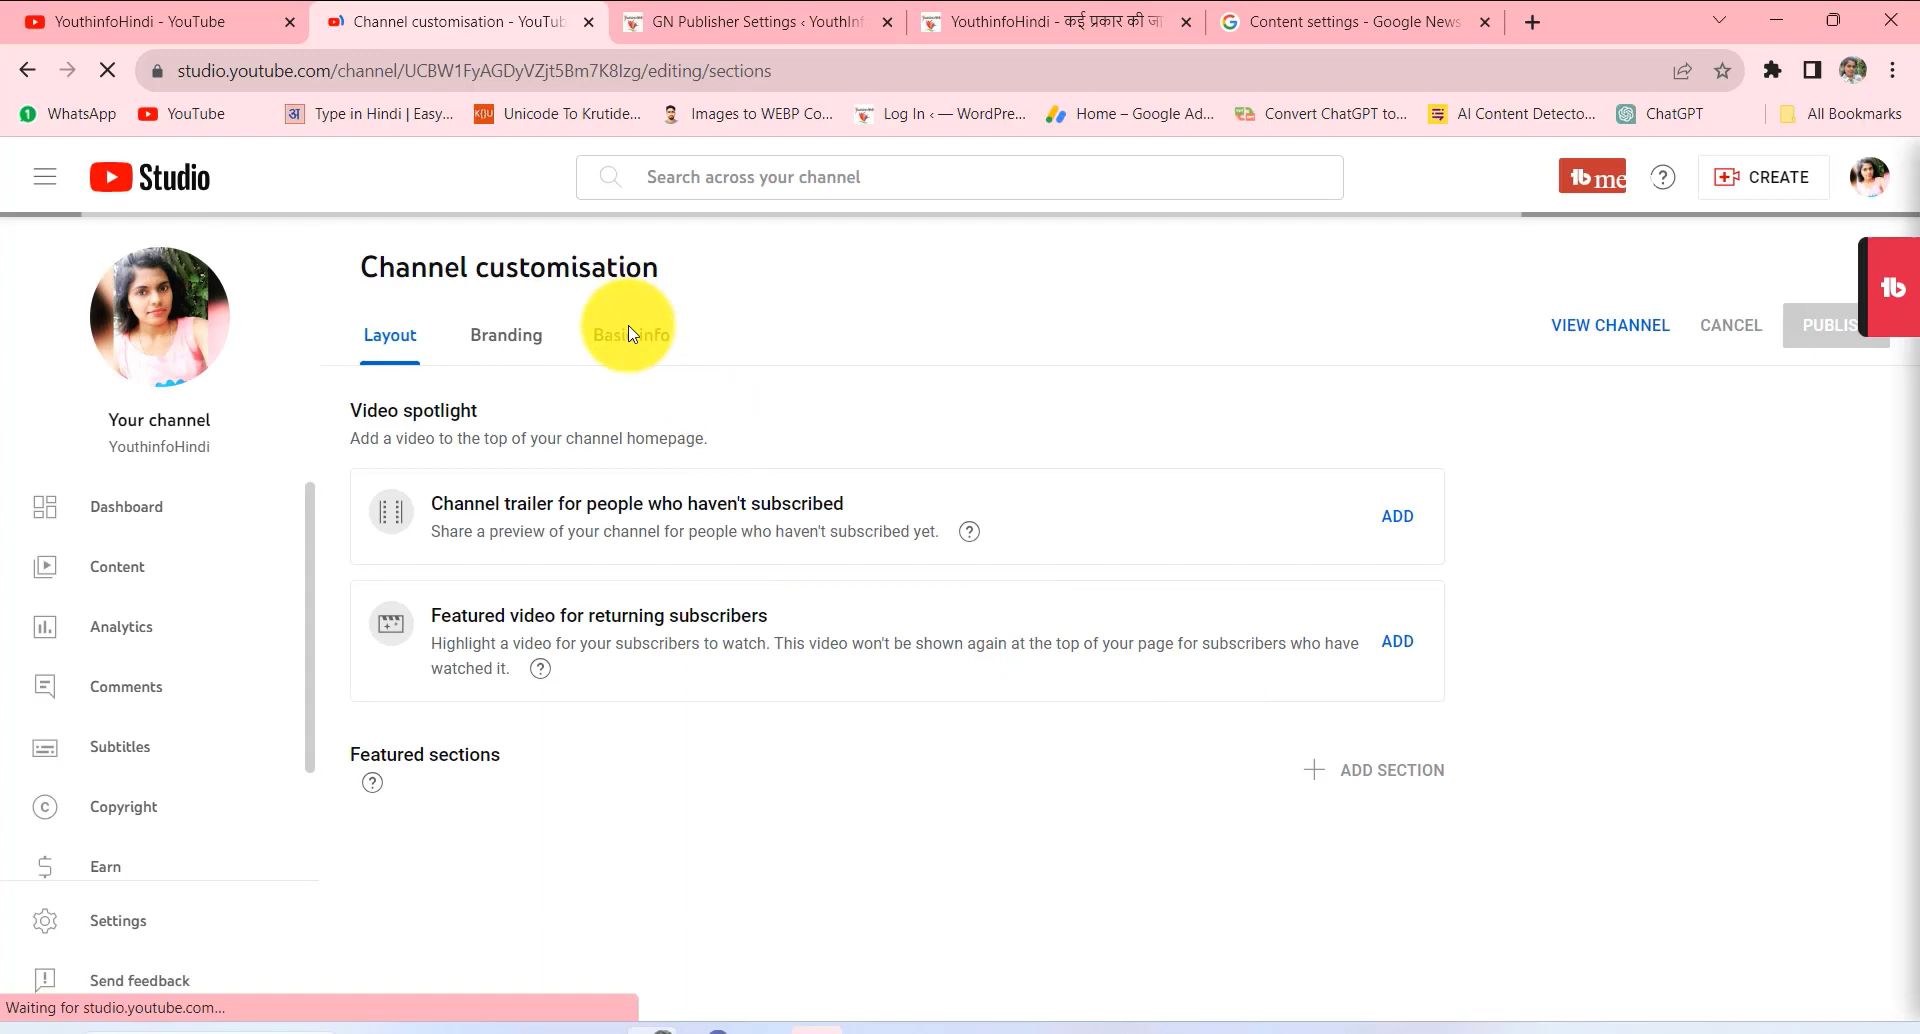 YouthinfoHindi - YouTube
Channel customisation - YouTub
GN Publisher Settings ‹ YouthInf
YouthinfoHindi - कई प्रकार की जा
Content settings - Google News
studio.youtube.com/channel/UCBW1FyAGDyVZjt5Bm7K8Izg/editing/sections
WhatsApp
YouTube
अ
Type in Hindi | Easy...
Unicode To Krutide...
Images to WEBP Co...
Log In ‹ — WordPre...
Home – Google Ad...
Convert ChatGPT to...
AI Content Detecto...
ChatGPT
All Bookmarks
Studio
Search across your channel
tb me
CREATE
Channel customisation
Layout
Branding
Basic info
VIEW CHANNEL
CANCEL
PUBLIS
tb
Your channel
YouthinfoHindi
Video spotlight
Add a video to the top of your channel homepage.
Channel trailer for people who haven't subscribed
Share a preview of your channel for people who haven't subscribed yet.
ADD
Featured video for returning subscribers
Highlight a video for your subscribers to watch. This video won't be shown again at the top of your page for subscribers who have
watched it.
ADD
Featured sections
ADD SECTION
Dashboard
Content
Analytics
Comments
Subtitles
Copyright
Earn
Settings
Send feedback
Waiting for studio.youtube.com...